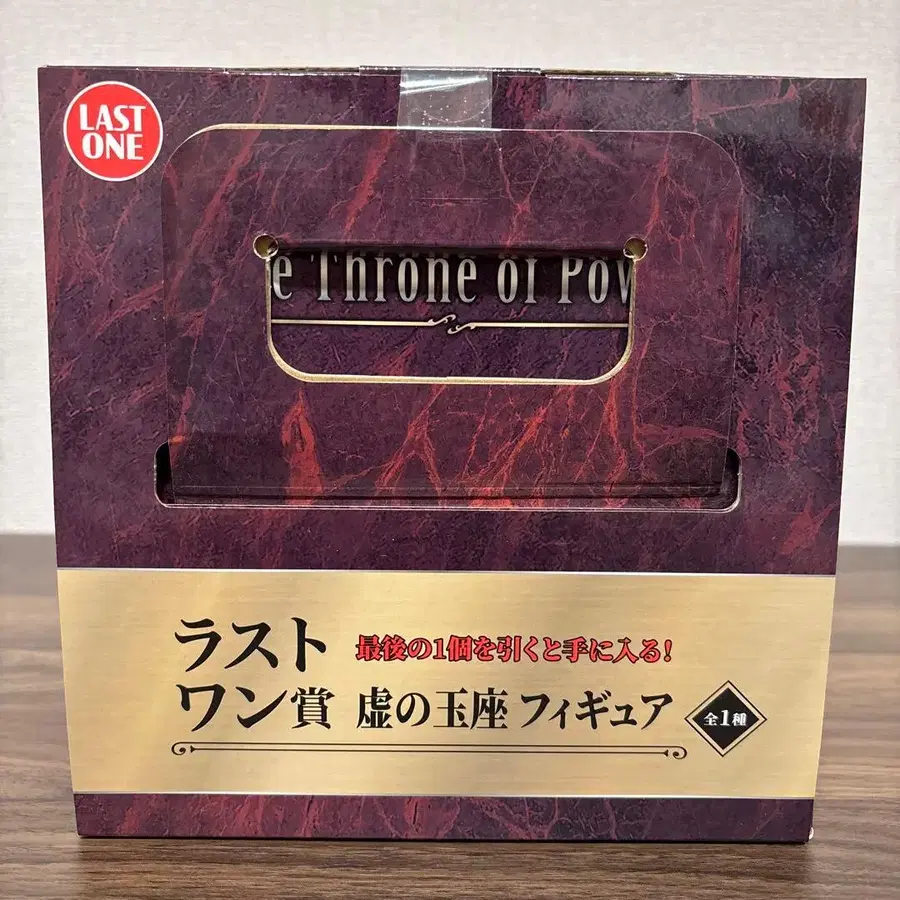 LAST
ONE
e Throne of Pow
ラスト
ワン賞
最後の1個を引くと手に入る!
虚の玉座 フィギュア
全1種